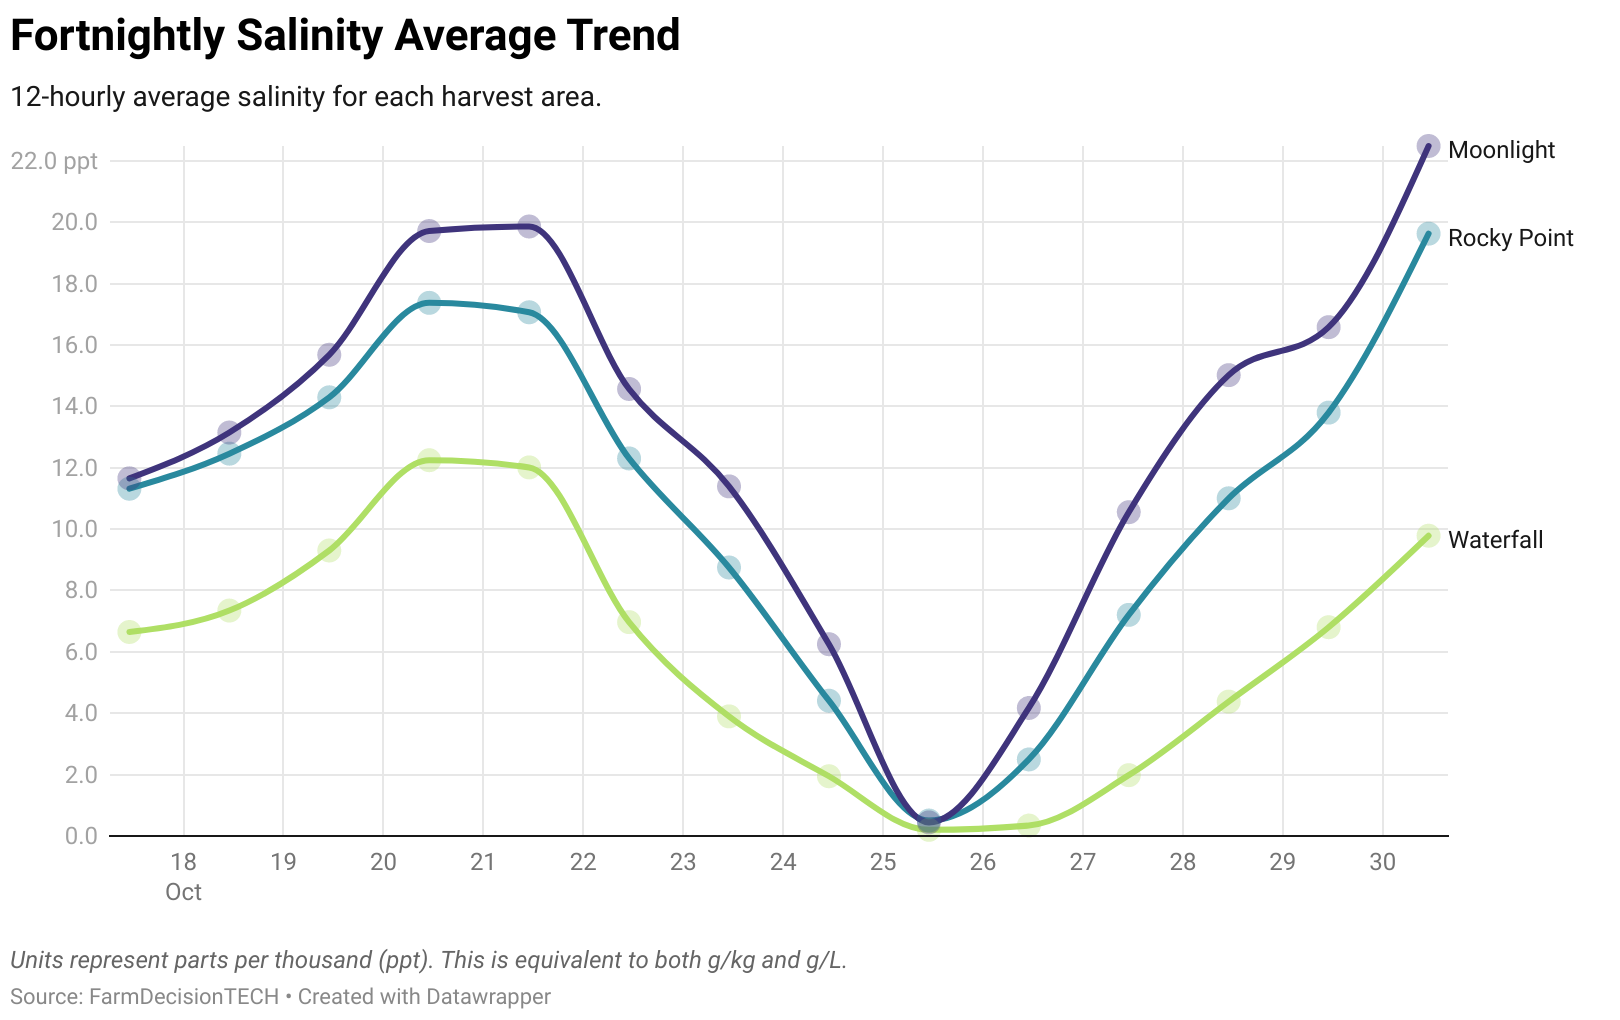 Fortnightly Salinity Average Trend
12-hourly average salinity for each harvest area.
22.0 ppt
20.0
18.0
16.0
14.0
12.0
10.0
8.0
6.0
4.0
2.0
0.0
Moonlight
Rocky Point
Waterfall
18 19 20 21 22 23 24 25 26 27 28 29 30
Oct
Units represent parts per thousand (ppt). This is equivalent to both g/kg and g/L.
Source: FarmDecisionTECH • Created with Datawrapper